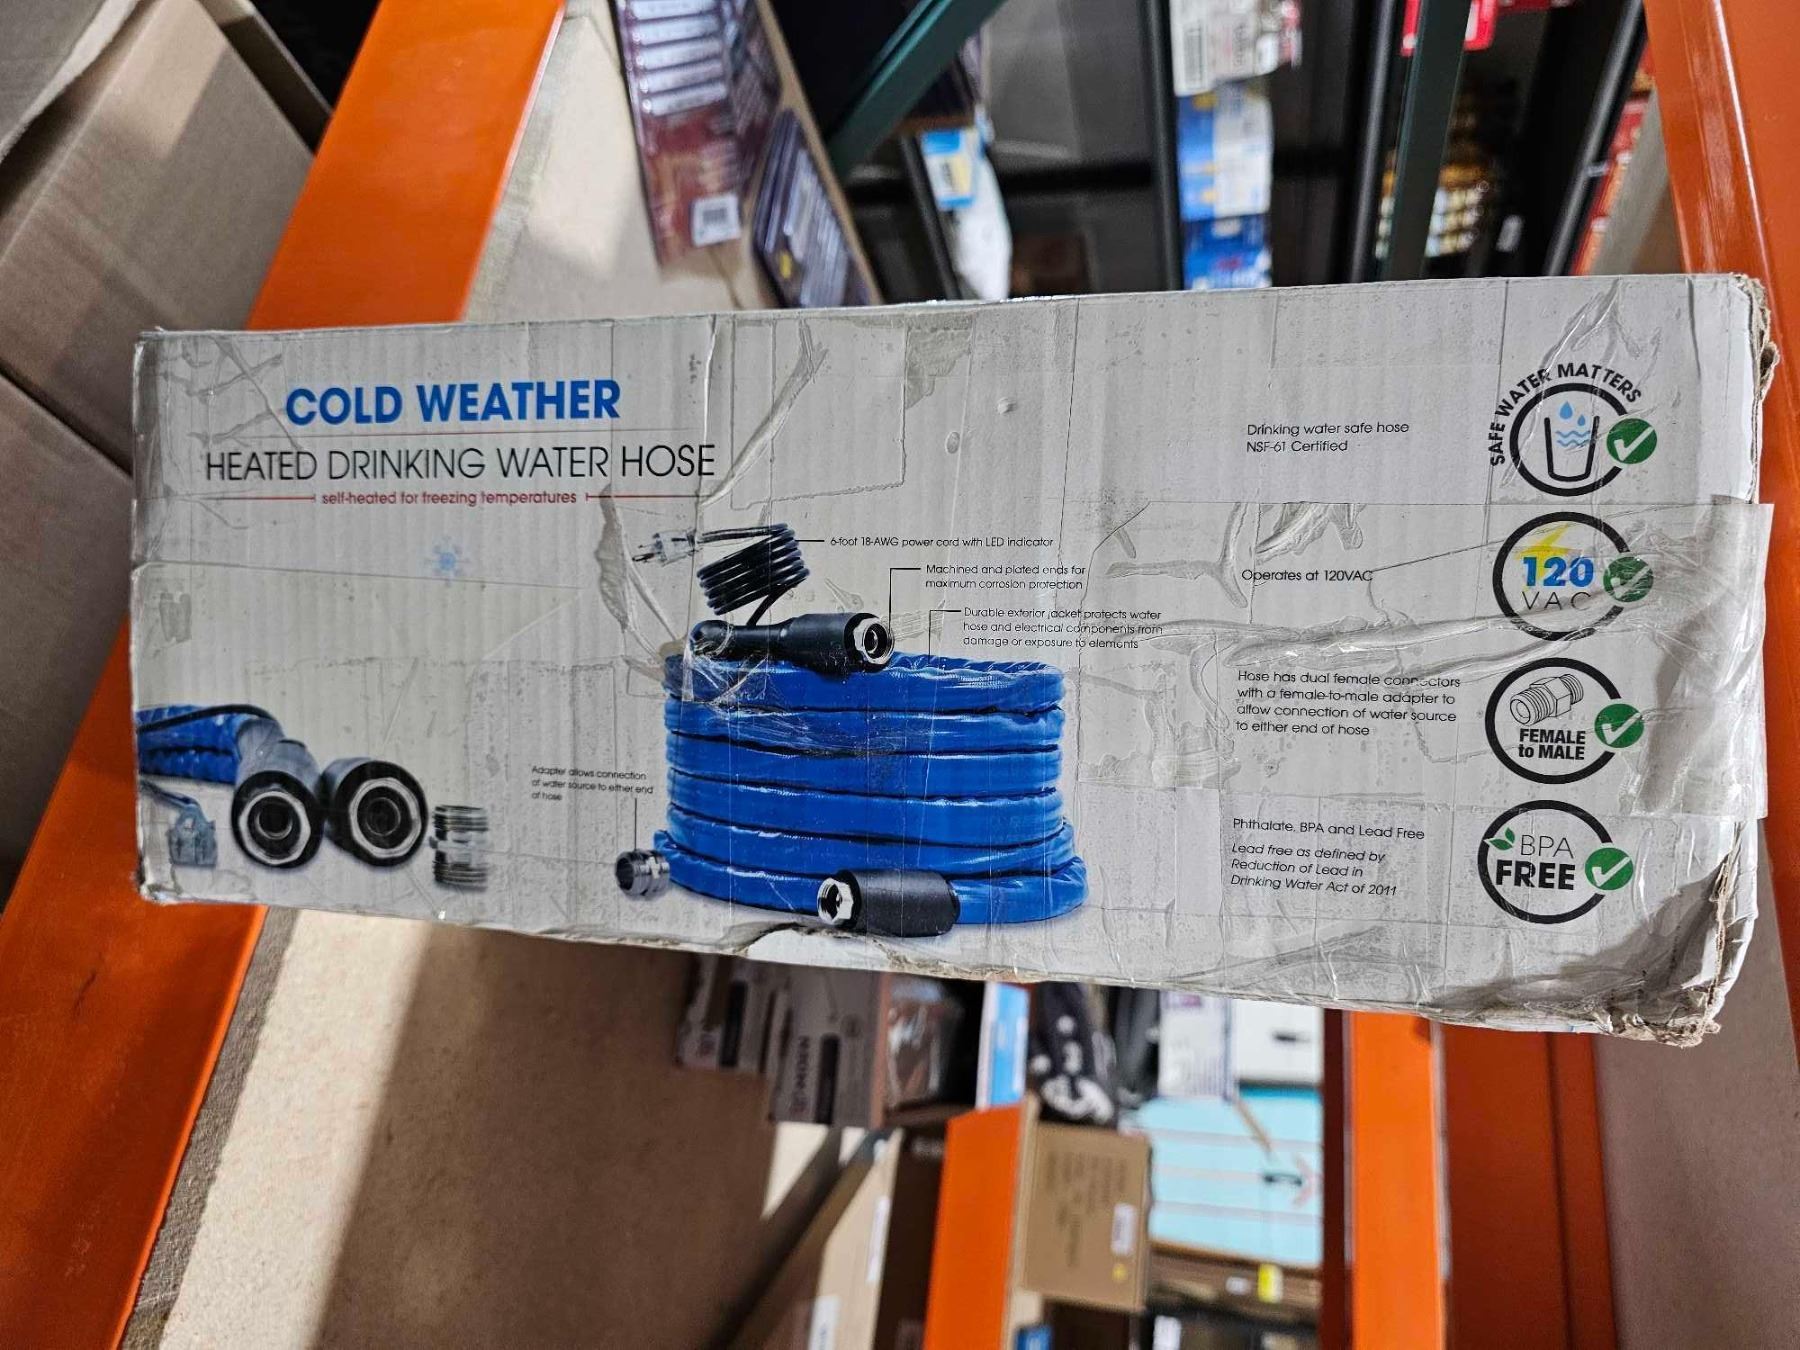 COLD WEATHER
HEATED DRINKING WATER HOSE
self-heated for freezing temperatures
6-foot 18-AWG power cord with LED indicator
Machined and plated ends for
maximum corrosion protection
Durable exterior jacket protects water
hose and electrical components from
damage or exposure to elements
Adapter allows connection
of water source to either end
of hose
Drinking water safe hose
NSF-61 Certified
SAFE WATER MATTERS
Operates at 120VAC
120
VAC
Hose has dual female connectors
with a female-to-male adapter to
allow connection of water source
to either end of hose
FEMALE
to MALE
Phthalate, BPA and Lead Free
Lead free as defined by
Reduction of Lead in
Drinking Water Act of 2011
BPA
FREE